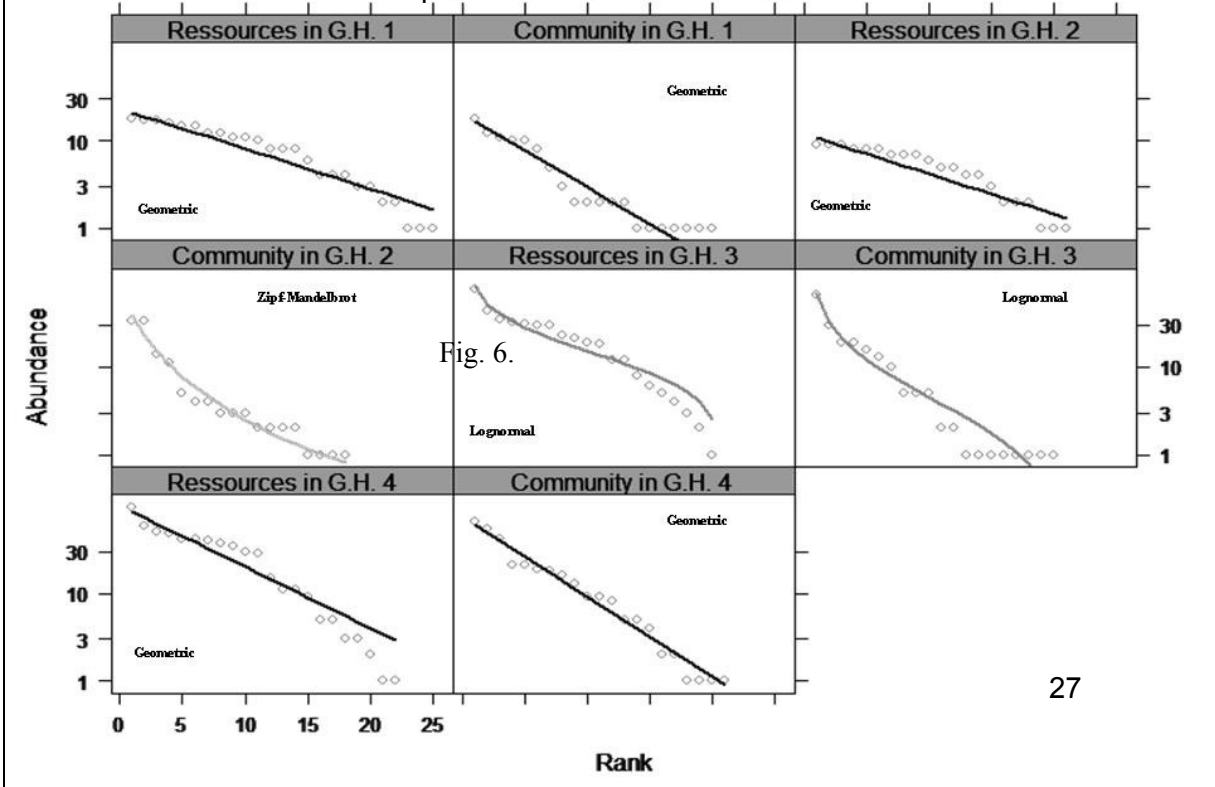 Ressources in G.H. 1
Community in G.H. 1
Ressources in G.H. 2
Geometric
30
10
3
1
Geometric
Geometric
Community in G.H. 2
Ressources in G.H. 3
Community in G.H. 3
Zipf-Mandelbrot
Lognormal
Abundance
Fig. 6.
30
10
3
1
Lognormal
Ressources in G.H. 4
Community in G.H. 4
Geometric
30
10
3
1
Geometric
27
0 5 10 15 20 25
Rank